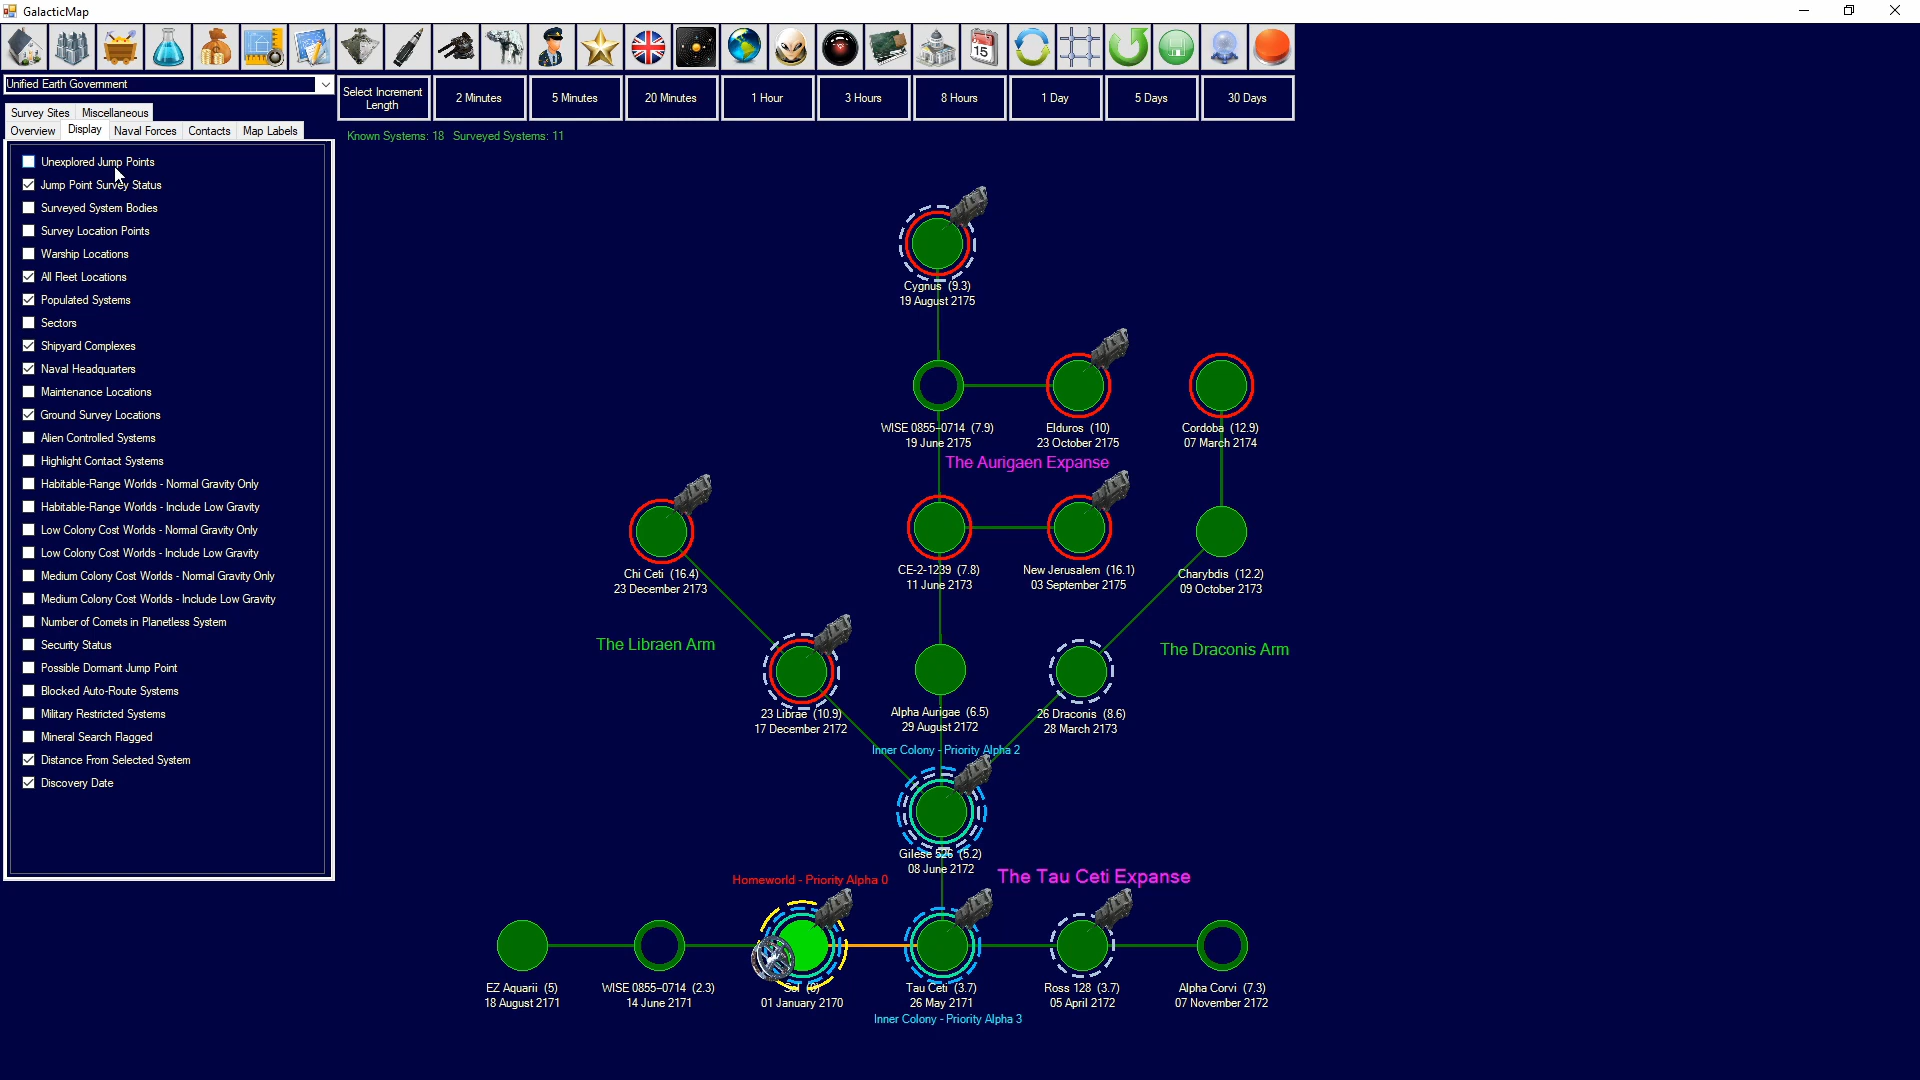 GalacticMap
15
Unified Earth Government
Select Increment
Length
2 Minutes
5 Minutes
20 Minutes
1 Hour
3 Hours
8 Hours
1 Day
5 Days
30 Days
Survey Sites
Miscellaneous
Overview
Display
Naval Forces
Contacts
Map Labels
Known Systems: 18 Surveyed Systems: 11
Unexplored Jump Points
Jump Point Survey Status
Surveyed System Bodies
Survey Location Points
Warship Locations
All Fleet Locations
Populated Systems
Sectors
Shipyard Complexes
Naval Headquarters
Maintenance Locations
Ground Survey Locations
Alien Controlled Systems
Highlight Contact Systems
Habitable-Range Worlds - Normal Gravity Only
Habitable-Range Worlds - Include Low Gravity
Low Colony Cost Worlds - Normal Gravity Only
Low Colony Cost Worlds - Include Low Gravity
Medium Colony Cost Worlds - Normal Gravity Only
Medium Colony Cost Worlds - Include Low Gravity
Number of Comets in Planetless System
Security Status
Possible Dormant Jump Point
Blocked Auto-Route Systems
Military Restricted Systems
Mineral Search Flagged
Distance From Selected System
Discovery Date
Cygnus (9.3)
19 August 2175
WISE 0855-0714 (7.9)
19 June 2175
Elduros (10)
23 October 2175
Cordoba (12.9)
07 March 2174
The Aurigaen Expanse
Chi Ceti (16.4)
23 December 2173
CE-2-1239 (7.8)
11 June 2173
New Jerusalem (16.1)
03 September 2175
Charybdis (12.2)
09 October 2173
The Libraen Arm
The Draconis Arm
23 Librae (10.9)
17 December 2172
Alpha Aurigae (6.5)
29 August 2172
26 Draconis (8.6)
28 March 2173
Inner Colony - Priority Alpha 2
Gilese 526 (5.2)
08 June 2172
Homeworld - Priority Alpha 0
The Tau Ceti Expanse
EZ Aquarii (5)
18 August 2171
WISE 0855-0714 (2.3)
14 June 2171
Sol (0)
01 January 2170
Tau Ceti (3.7)
26 May 2171
Ross 128 (3.7)
05 April 2172
Alpha Corvi (7.3)
07 November 2172
Inner Colony - Priority Alpha 3